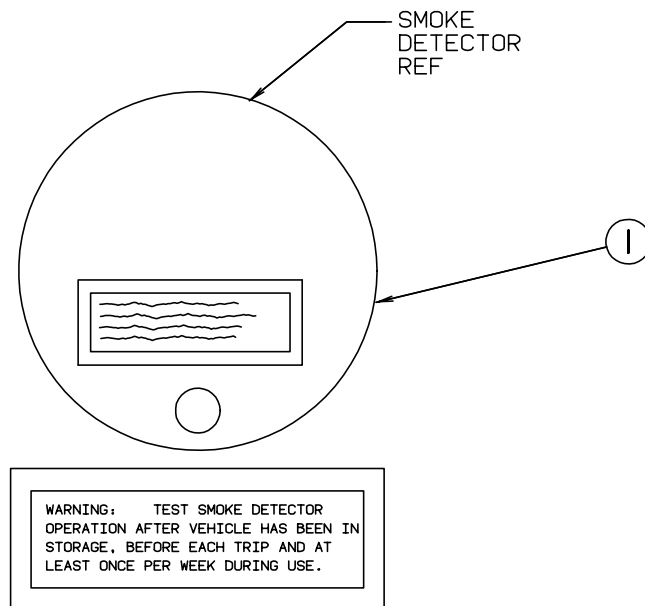 SMOKE
DETECTOR
REF
1
WARNING: TEST SMOKE DETECTOR
OPERATION AFTER VEHICLE HAS BEEN IN
STORAGE, BEFORE EACH TRIP AND AT
LEAST ONCE PER WEEK DURING USE.